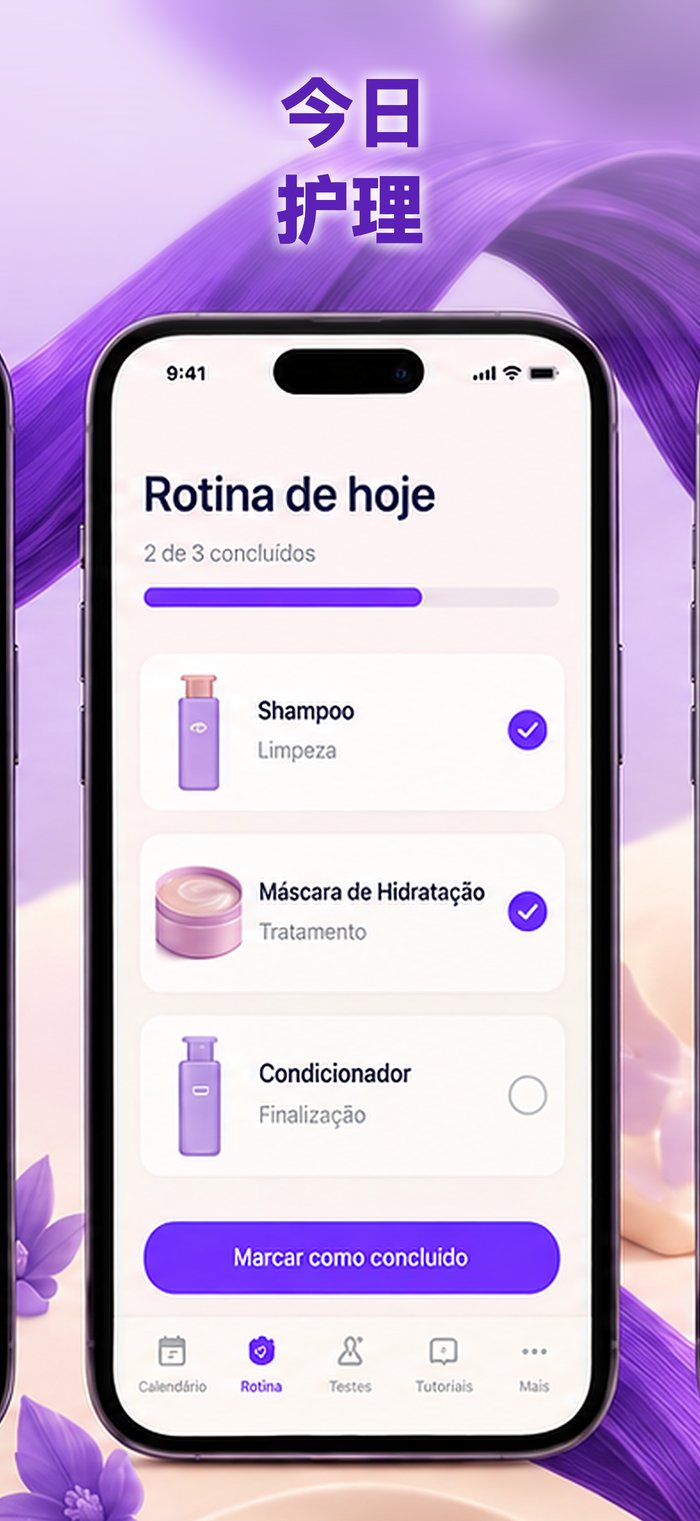 今日
护理
9:41
Rotina de hoje
2 de 3 concluídos
Shampoo
Limpeza
Máscara de Hidratação
Tratamento
Condicionador
Finalização
Marcar como concluído
Calendário
Rotina
Testes
Tutoriais
Mais